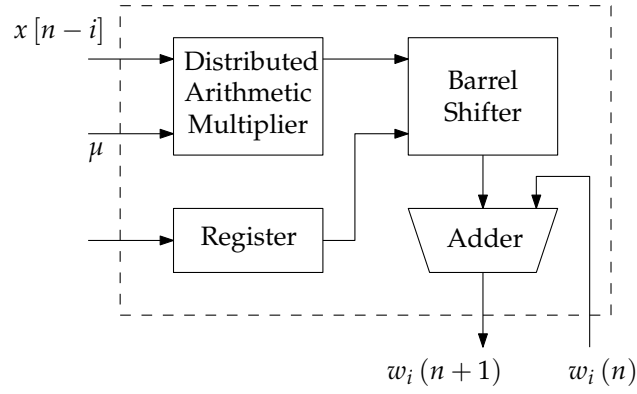 x [n − i]
Distributed
Arithmetic
Multiplier
Barrel
Shifter
μ
Register
Adder
w_i (n + 1)
w_i (n)